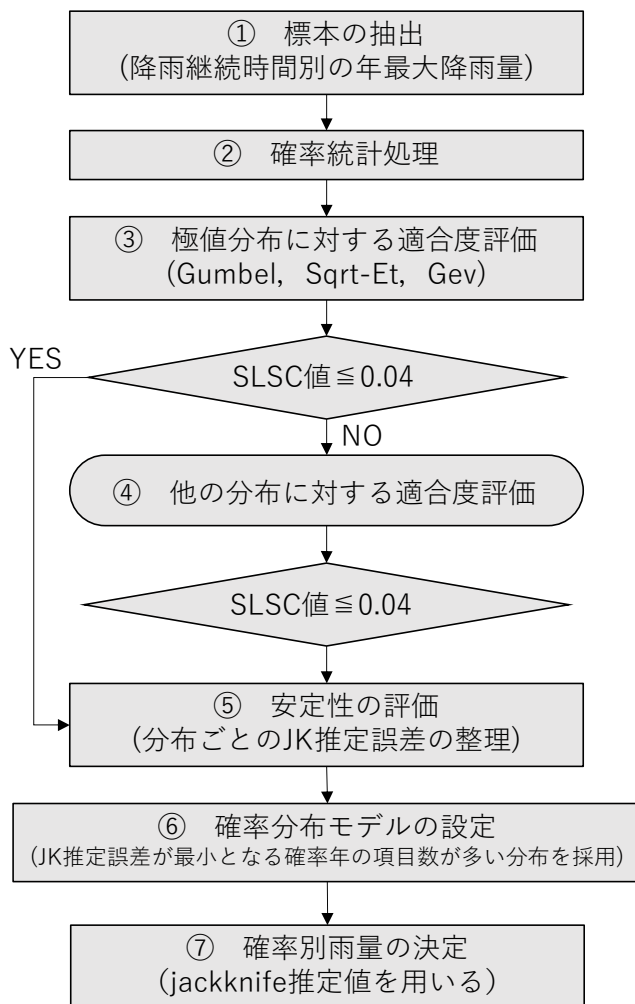 ① 標本の抽出
(降雨継続時間別の年最大降雨量)
② 確率統計処理
③ 極値分布に対する適合度評価
(Gumbel, Sqrt-Et, Gev)
YES
SLSC値≦0.04
NO
④ 他の分布に対する適合度評価
SLSC値≦0.04
⑤ 安定性の評価
(分布ごとのJK推定誤差の整理)
⑥ 確率分布モデルの設定
(JK推定誤差が最小となる確率年の項目数が多い分布を採用)
⑦ 確率別雨量の決定
(jackknife推定値を用いる)